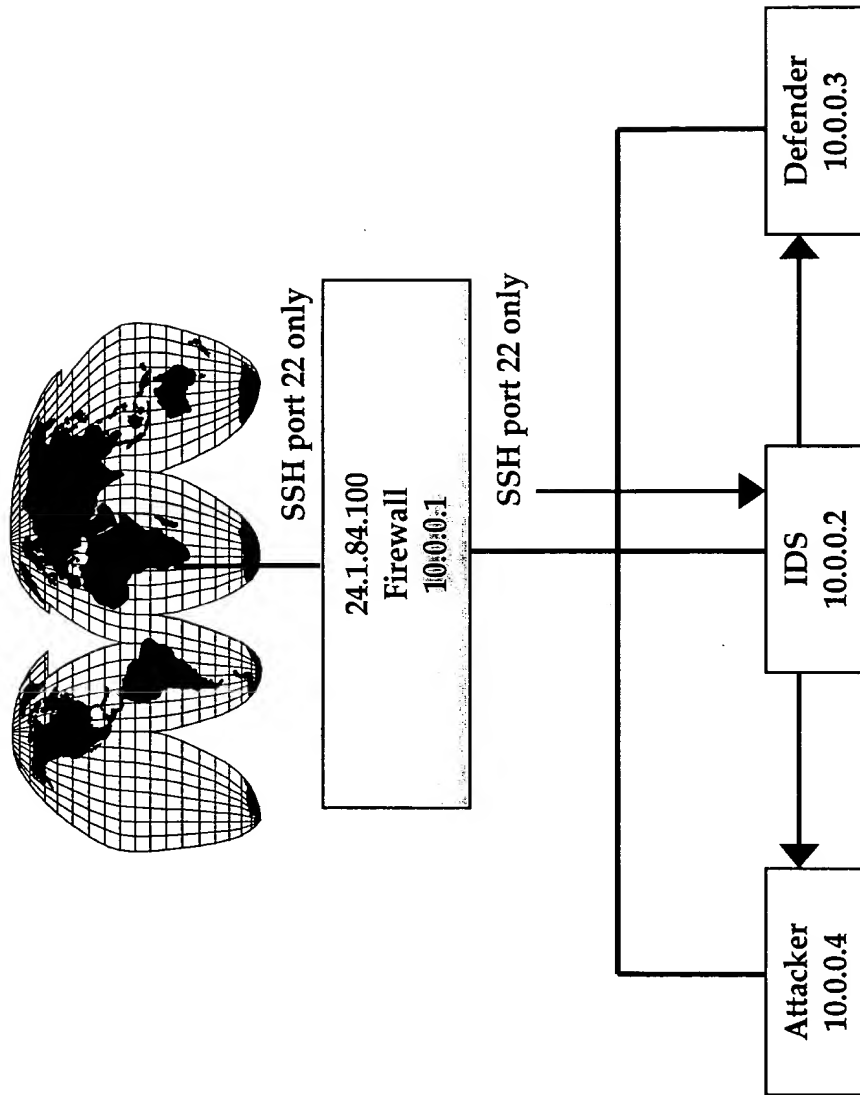 SSH port 22 only
24.1.84.100
Firewall
10.0.0.1
SSH port 22 only
Attacker
10.0.0.4
IDS
10.0.0.2
Defender
10.0.0.3